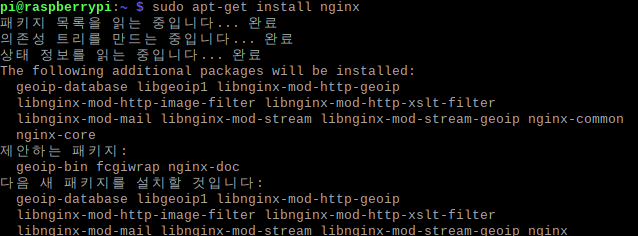 pi@raspberrypi:~ $ sudo apt-get install nginx
패키지 목록을 읽는 중입니다... 완료
의존성 트리를 만드는 중입니다... 완료
상태 정보를 읽는 중입니다... 완료
The following additional packages will be installed:
  geoip-database libgeoip1 libnginx-mod-http-geoip
  libnginx-mod-http-image-filter libnginx-mod-http-xslt-filter
  libnginx-mod-mail libnginx-mod-stream libnginx-mod-stream-geoip nginx-common
  nginx-core
제안하는 패키지:
  geoip-bin fcgiwrap nginx-doc
다음 새 패키지를 설치할 것입니다:
  geoip-database libgeoip1 libnginx-mod-http-geoip
  libnginx-mod-http-image-filter libnginx-mod-http-xslt-filter
  libnginx-mod-mail libnginx-mod-stream libnginx-mod-stream-geoip nginx